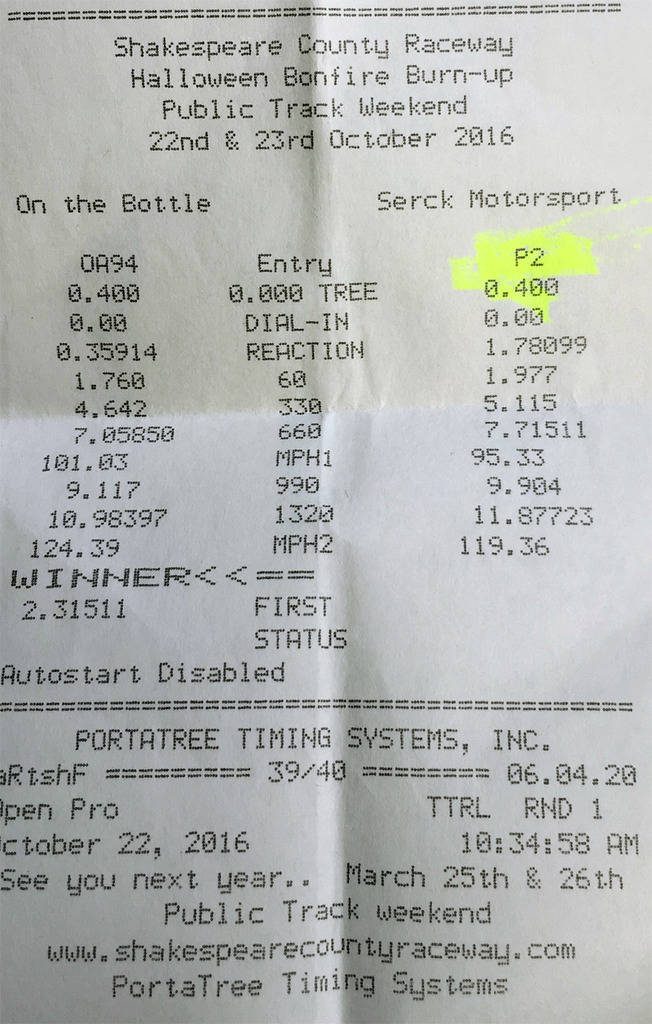 =================================================
Shakespeare County Raceway
Halloween Bonfire Burn-up
Public Track Weekend
22nd & 23rd October 2016
On the Bottle Serck Motorsport
OA94 Entry P2
0.400 0.000 TREE 0.400
0.00 DIAL-IN 0.00
0.35914 REACTION 1.78099
1.760 60 1.977
4.642 330 5.115
7.05850 660 7.71511
101.03 MPH1 95.33
9.117 990 9.904
10.98397 1320 11.87723
124.39 MPH2 119.36
WINNER<<==
2.31511 FIRST
STATUS
Autostart Disabled
=================================================
PORTATREE TIMING SYSTEMS, INC.
aRtshF ========= 39/40 ======== 06.04.20
Open Pro TTRL RND 1
October 22, 2016 10:34:58 AM
See you next year.. March 25th & 26th
Public Track weekend
www.shakespearecountyraceway.com
PortaTree Timing Systems